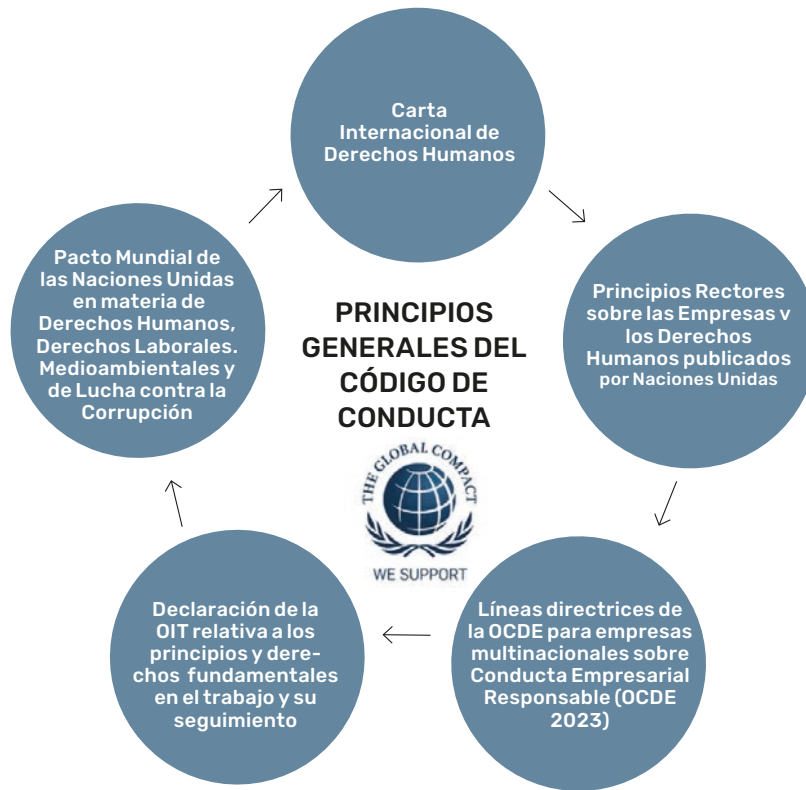 Carta
Internacional de
Derechos Humanos
Principios Rectores
sobre las Empresas v
los Derechos
Humanos publicados
por Naciones Unidas
Líneas directrices de
la OCDE para empresas
multinacionales sobre
Conducta Empresarial
Responsable (OCDE
2023)
Declaración de la
OIT relativa a los
principios y dere-
chos fundamentales
en el trabajo y su
seguimiento
Pacto Mundial de
las Naciones Unidas
en materia de
Derechos Humanos,
Derechos Laborales.
Medioambientales y
de Lucha contra la
Corrupción
PRINCIPIOS
GENERALES DEL
CÓDIGO DE
CONDUCTA
THE GLOBAL COMPACT
WE SUPPORT